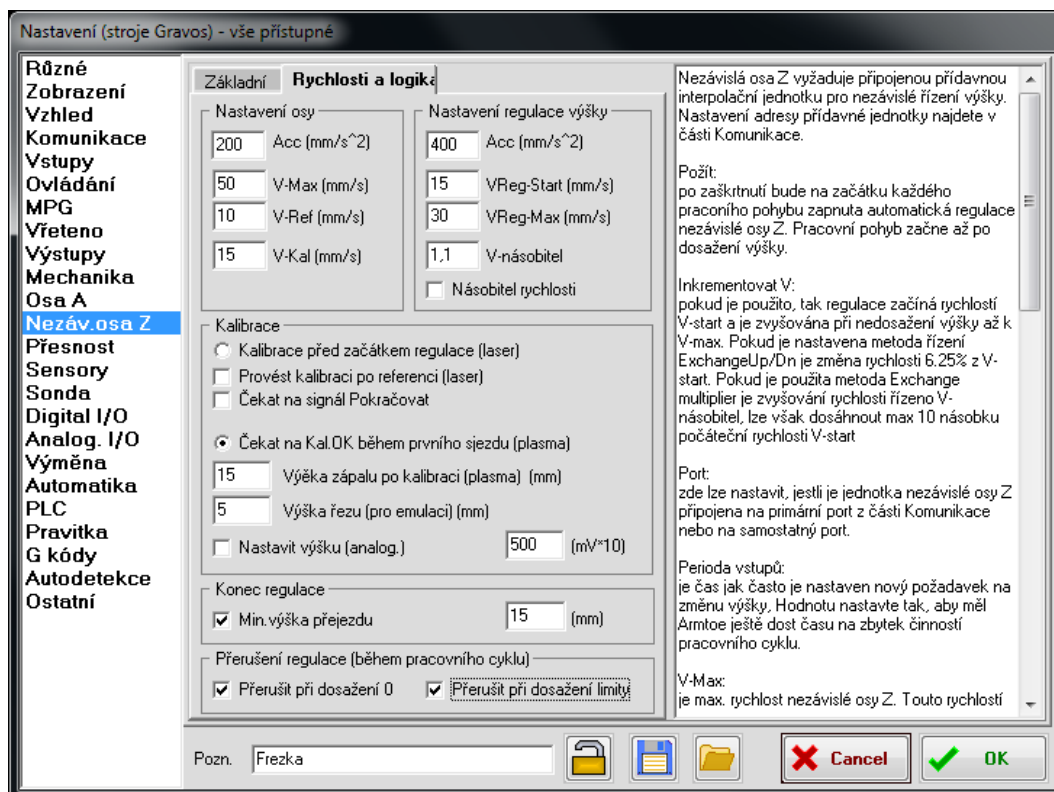 Nastavení (stroje Gravos) - vše přístupné
Různé
Zobrazení
Vzhled
Komunikace
Vstupy
Ovládání
MPG
Vřeteno
Výstupy
Mechanika
Osa A
Nezáv.osa Z
Přesnost
Sensory
Sonda
Digital I/O
Analog. I/O
Výměna
Automatika
PLC
Pravitka
G kódy
Autodetekce
Ostatní
Základní
Rychlosti a logika
Nastavení osy
200 Acc (mm/s^2)
50 V-Max (mm/s)
10 V-Ref (mm/s)
15 V-Kal (mm/s)
Nastavení regulace výšky
400 Acc (mm/s^2)
15 VReg-Start (mm/s)
30 VReg-Max (mm/s)
1,1 V-násobitel
Násobitel rychlosti
Kalibrace
Kalibrace před začátkem regulace (laser)
Provést kalibraci po referenci (laser)
Čekat na signál Pokračovat
Čekat na Kal.OK během prvního sjezdu (plasma)
15 Výěka zápalu po kalibraci (plasma) (mm)
5 Výška řezu (pro emulaci) (mm)
Nastavit výšku (analog.) 500 (mV*10)
Konec regulace
Min.výška přejezdu 15 (mm)
Přerušení regulace (během pracovního cyklu)
Přerušit při dosažení 0 Přerušit při dosažení limity
Nezávislá osa Z vyžaduje připojenou přídavnou
interpolační jednotku pro nezávislé řízení výšky.
Nastavení adresy přídavné jednotky najdete v
části Komunikace.
Požít:
po zaškrtnutí bude na začátku každého
praconího pohybu zapnuta automatická regulace
nezávislé osy Z. Pracovní pohyb začne až po
dosažení výšky.
Inkrementovat V:
pokud je použito, tak regulace začíná rychlostí
V-start a je zvyšována při nedosažení výšky až k
V-max. Pokud je nastavena metoda řízení
ExchangeUp/Dn je změna rychlosti 6.25% z V-
start. Pokud je použita metoda Exchange
multiplier je zvyšování rychlosti řízeno V-
násobitel, lze však dosáhnout max 10 násobku
počáteční rychlosti V-start
Port:
zde lze nastavit, jestli je jednotka nezávislé osy Z
připojena na primární port z části Komunikace
nebo na samostatný port.
Perioda vstupů:
je čas jak často je nastaven nový požadavek na
změnu výšky, Hodnotu nastavte tak, aby měl
Armtoe ještě dost času na zbytek činností
pracovního cyklu.
V-Max:
je max. rychlost nezávislé osy Z. Touto rychlostí
Pozn. Frezka
Cancel
OK